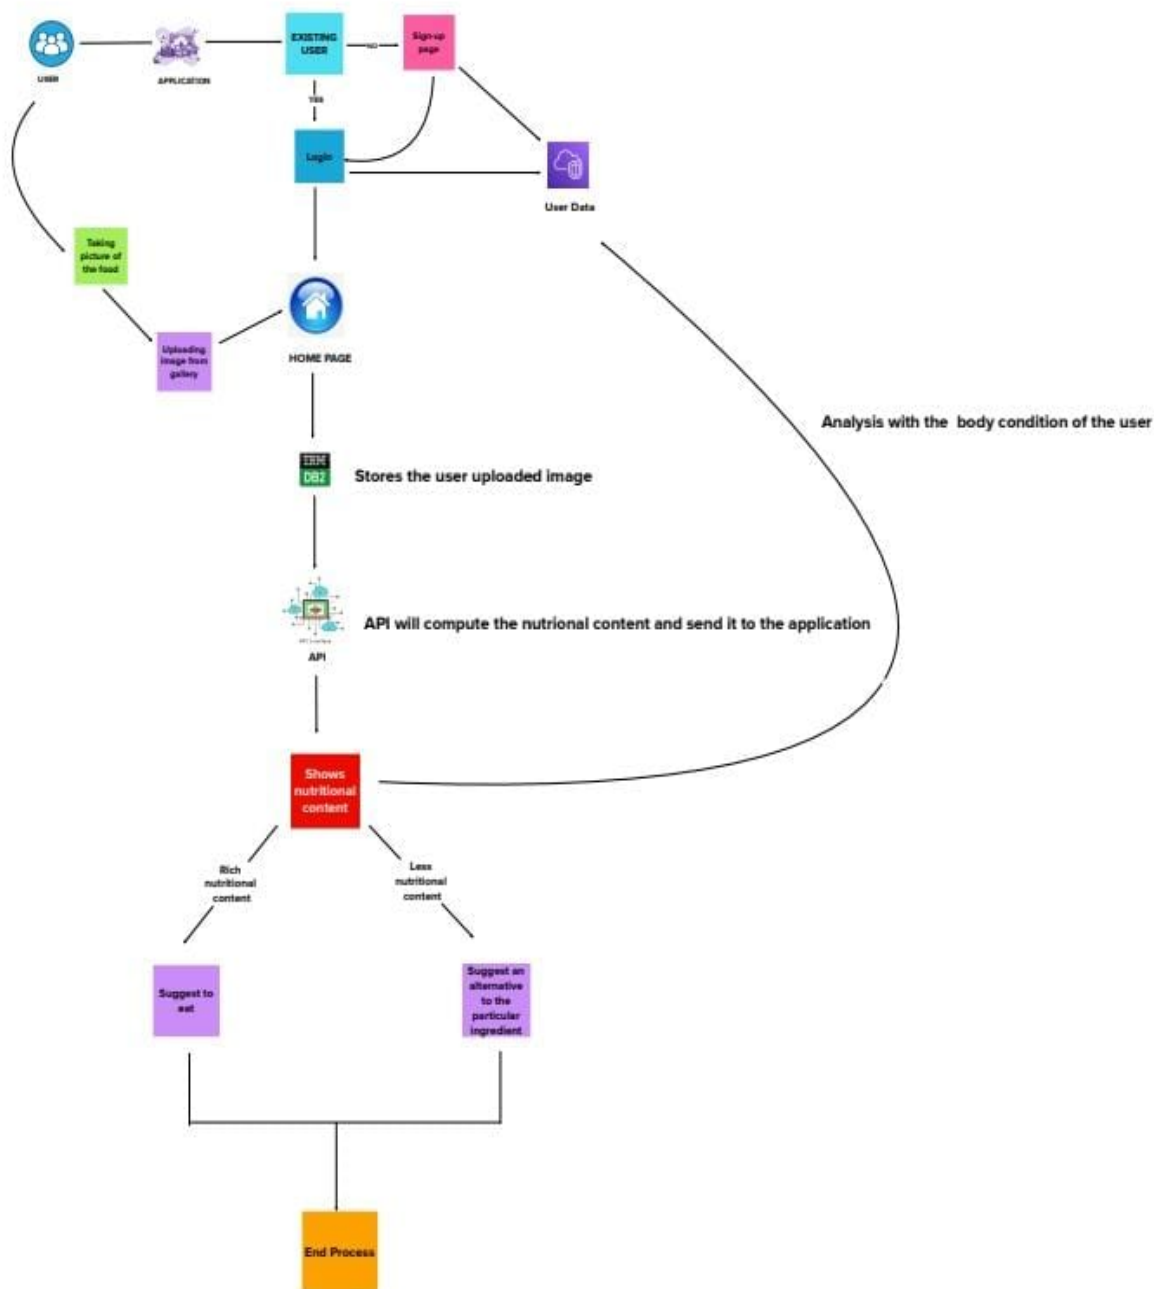 USER
APPLICATION
EXISTING
USER
NO
Sign-up
page
YES
Login
User Data
Taking
picture of
the food
Uploading
image from
gallery
HOME PAGE
Analysis with the body condition of the user
IBM
DB2
Stores the user uploaded image
API will compute the nutrional content and send it to the application
API
Shows
nutritional
content
Rich
nutritional
content
Less
nutritional
content
Suggest to
eat
Suggest an
alternative
to the
particular
ingredient
End Process